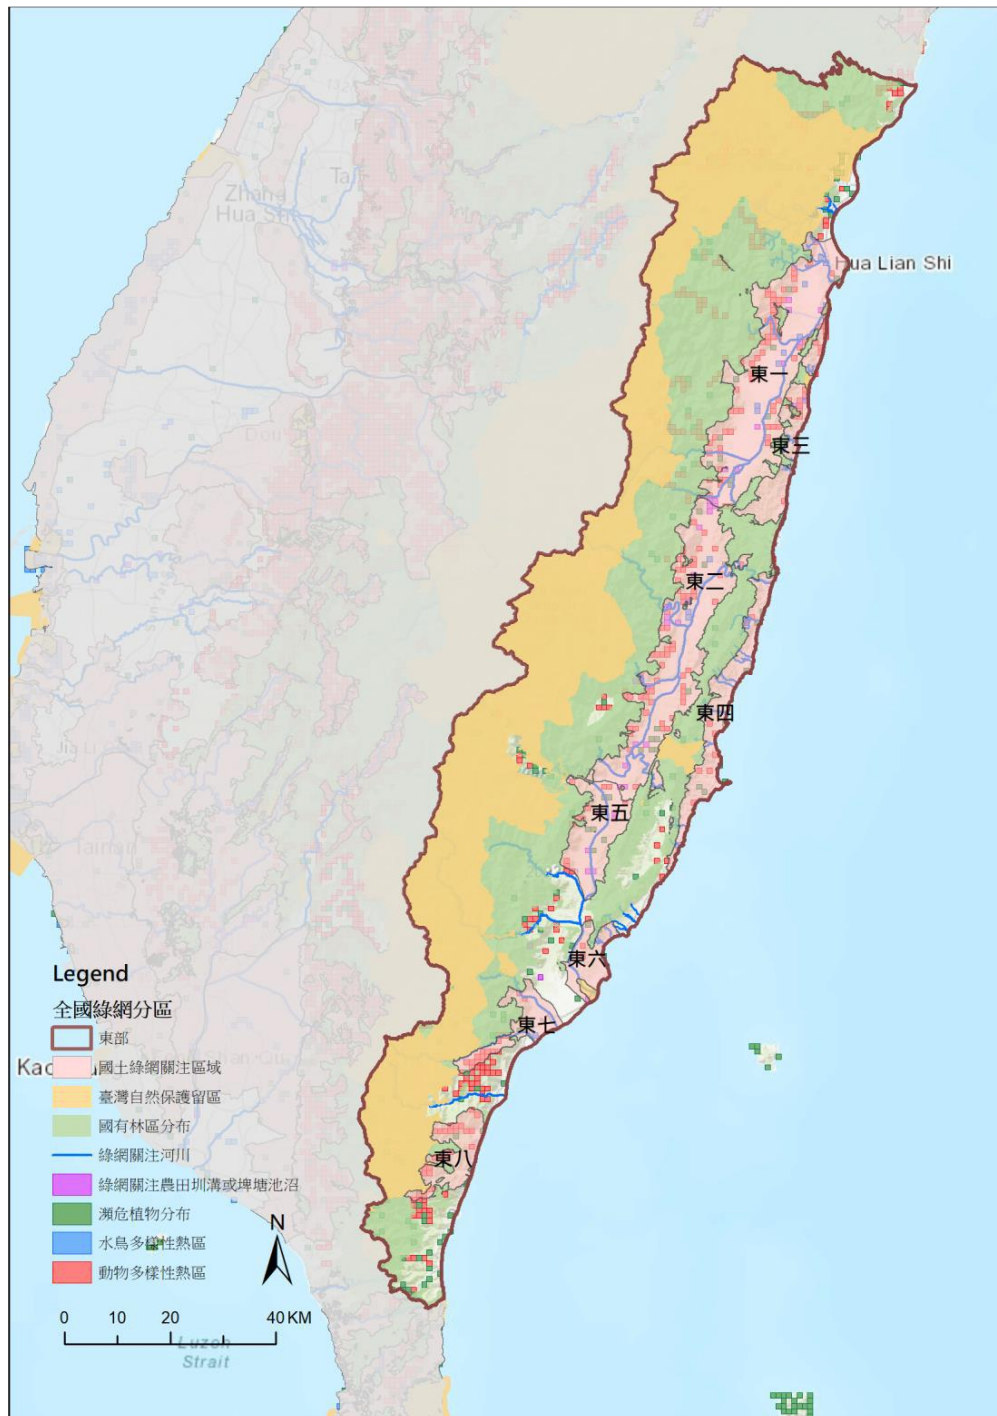 Zhang
Hua Shi
Hua Lian Shi
東一
東三
東二
東四
東五
東六
東七
東八
Legend
全國綠網分區
東部
國土綠網關注區域
臺灣自然保護留區
國有林區分布
綠網關注河川
綠網關注農田圳溝或埤塘池沼
瀕危植物分布
水鳥多樣性熱區
動物多樣性熱區
N
0 10 20 40 KM
Luzon
Strait